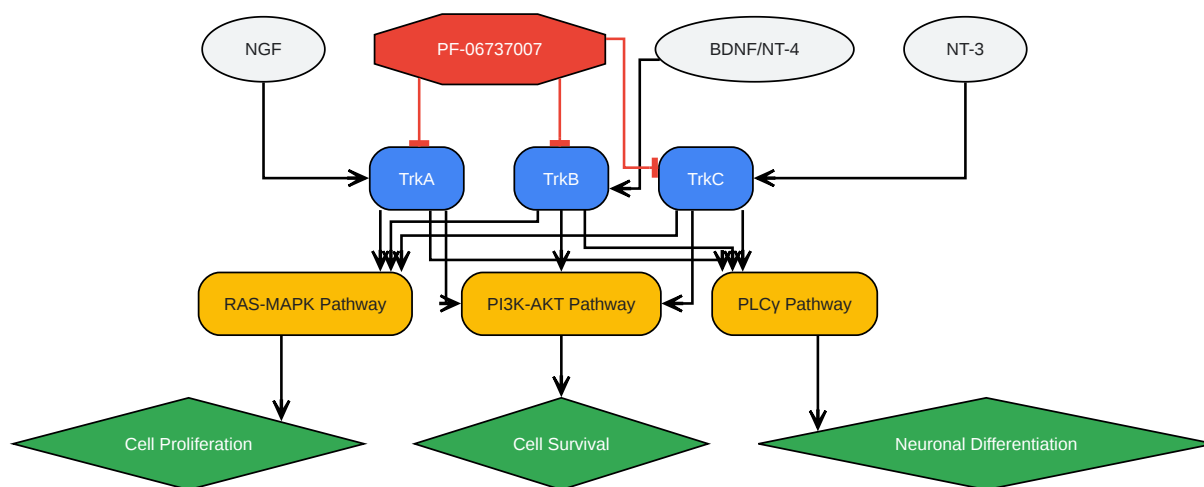 NGF
PF-06737007
BDNF/NT-4
NT-3
TrkA
TrkB
TrkC
RAS-MAPK Pathway
PI3K-AKT Pathway
PLCγ Pathway
Cell Proliferation
Cell Survival
Neuronal Differentiation